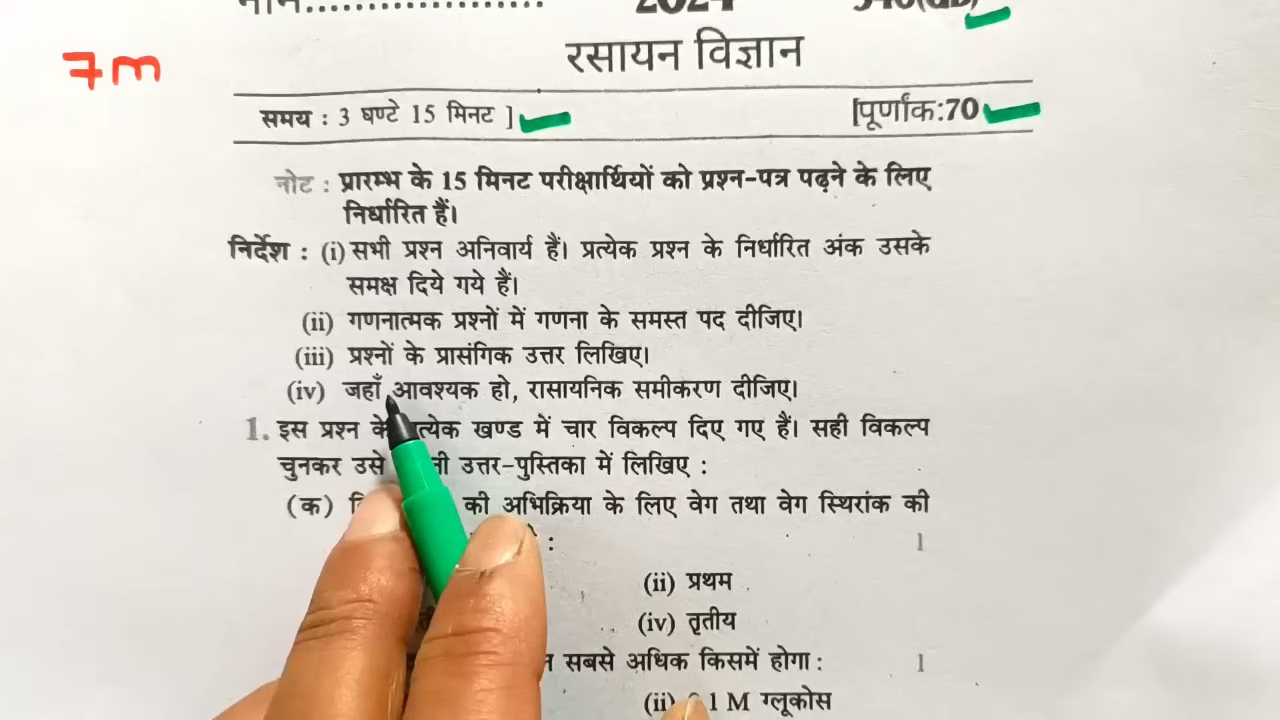 नाम
2024
7m
रसायन विज्ञान
समय : 3 घण्टे 15 मिनट ]
[पूर्णांक:70
नोट : प्रारम्भ के 15 मिनट परीक्षार्थियों को प्रश्न-पत्र पढ़ने के लिए
निर्धारित हैं।
निर्देश : (i) सभी प्रश्न अनिवार्य हैं। प्रत्येक प्रश्न के निर्धारित अंक उसके
समक्ष दिये गये हैं।
(ii) गणनात्मक प्रश्नों में गणना के समस्त पद दीजिए।
(iii) प्रश्नों के प्रासंगिक उत्तर लिखिए।
(iv) जहाँ आवश्यक हो, रासायनिक समीकरण दीजिए।
1. इस प्रश्न के खण्ड में चार विकल्प दिए गए हैं। सही विकल्प
चुनकर उसे उत्तर-पुस्तिका में लिखिए :
(क) की अभिक्रिया के लिए वेग तथा वेग स्थिरांक की
: 1
(ii) प्रथम
(iv) तृतीय
सबसे अधिक किसमें होगा : 1
(ii) 1 M ग्लूकोस